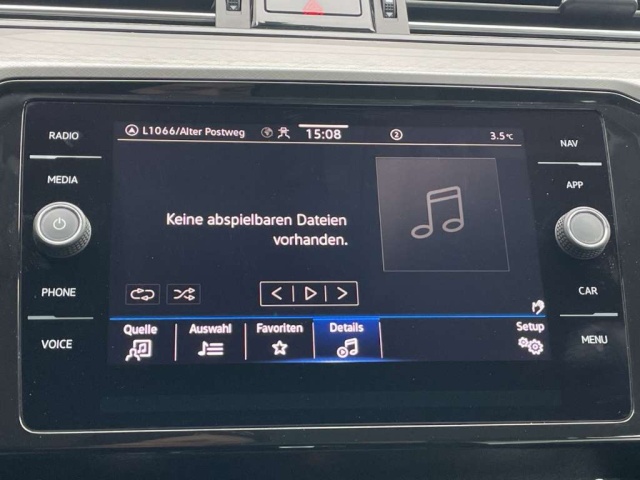 RADIO
MEDIA
PHONE
VOICE
L1066/Alter Postweg
15:08
2
3.5°C
Keine abspielbaren Dateien
vorhanden.
Quelle
Auswahl
Favoriten
Details
Setup
NAV
APP
CAR
MENU